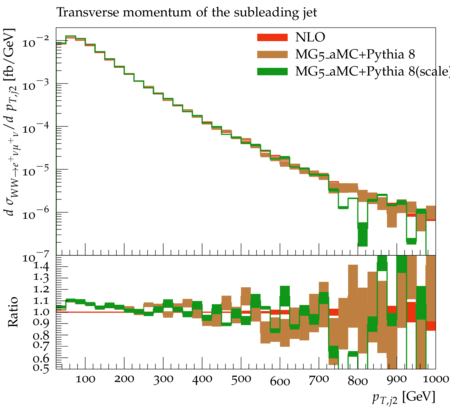 Transverse momentum of the subleading jet
d σWW→e⁺νμ⁺ν/d pT,j2 [fb/GeV]
NLO
MG5_aMC+Pythia 8
MG5_aMC+Pythia 8(scale)
10⁻²
10⁻³
10⁻⁴
10⁻⁵
10⁻⁶
10⁻⁷
Ratio
1.4
1.3
1.2
1.1
1.0
0.9
0.8
0.7
0.6
0.5
100 200 300 400 500 600 700 800 900 1000
pT,j2 [GeV]